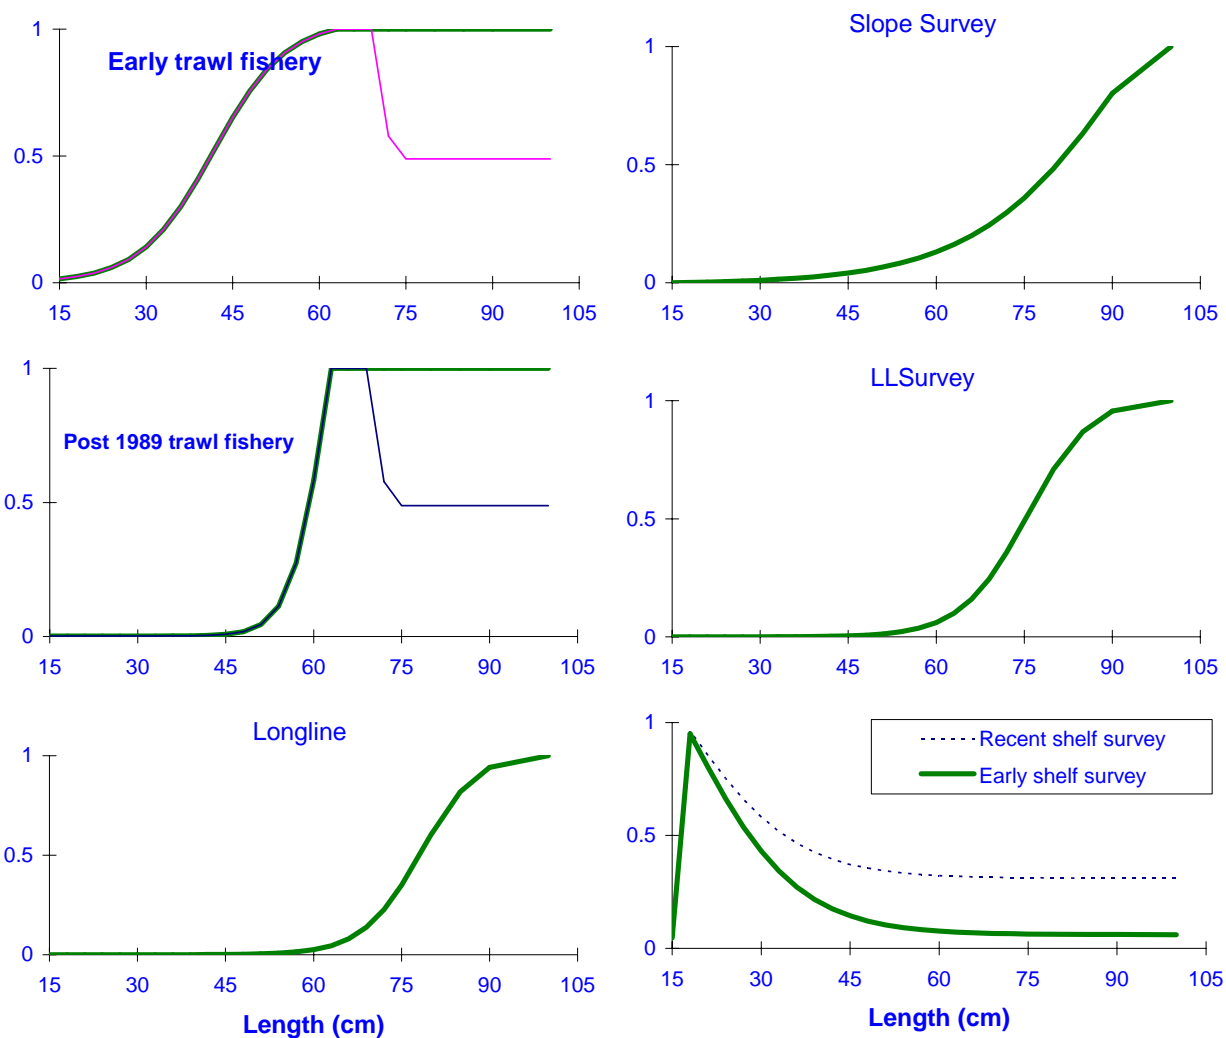 Early trawl fishery
1
0.5
0
15 30 45 60 75 90 105
Slope Survey
1
0.5
0
15 30 45 60 75 90 105
Post 1989 trawl fishery
1
0.5
0
15 30 45 60 75 90 105
LLSurvey
1
0.5
0
15 30 45 60 75 90 105
Longline
1
0.5
0
15 30 45 60 75 90 105
Length (cm)
Recent shelf survey
Early shelf survey
1
0.5
0
15 30 45 60 75 90 105
Length (cm)